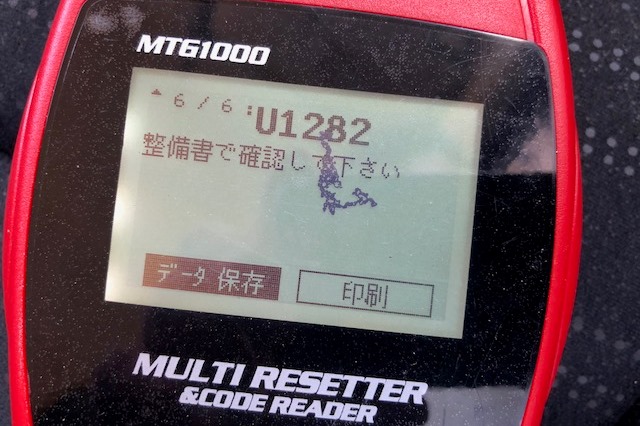 MTG1000
6/6:U1282
整備書で確認して下さい
データ 保存
印刷
MULTI RESETTER
&CODE READER